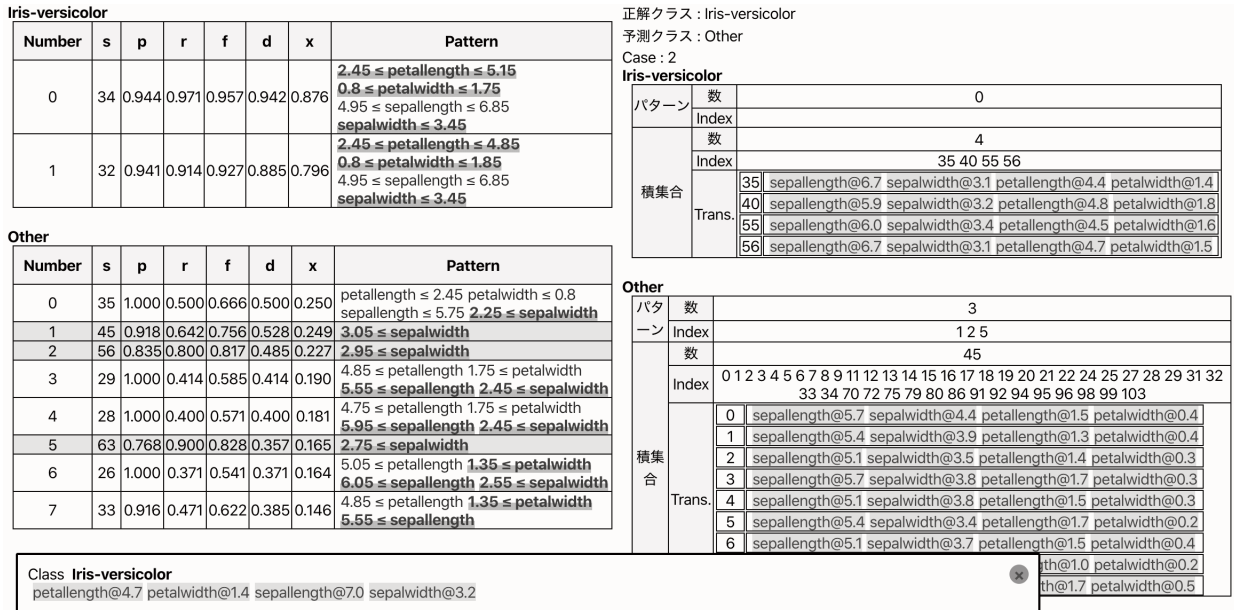 Iris-versicolor
Number s p r f d x Pattern
0 34 0.944 0.971 0.957 0.942 0.876 2.45 ≤ petallength ≤ 5.15
0.8 ≤ petalwidth ≤ 1.75
4.95 ≤ sepallength ≤ 6.85
sepalwidth ≤ 3.45
1 32 0.941 0.914 0.927 0.885 0.796 2.45 ≤ petallength ≤ 4.85
0.8 ≤ petalwidth ≤ 1.85
4.95 ≤ sepallength ≤ 6.85
sepalwidth ≤ 3.45
Other
Number s p r f d x Pattern
0 35 1.000 0.500 0.666 0.500 0.250 petallength ≤ 2.45 petalwidth ≤ 0.8
sepallength ≤ 5.75 2.25 ≤ sepalwidth
1 45 0.918 0.642 0.756 0.528 0.249 3.05 ≤ sepalwidth
2 56 0.835 0.800 0.817 0.485 0.227 2.95 ≤ sepalwidth
3 29 1.000 0.414 0.585 0.414 0.190 4.85 ≤ petallength 1.75 ≤ petalwidth
5.55 ≤ sepallength 2.45 ≤ sepalwidth
4 28 1.000 0.400 0.571 0.400 0.181 4.75 ≤ petallength 1.75 ≤ petalwidth
5.95 ≤ sepallength 2.45 ≤ sepalwidth
5 63 0.768 0.900 0.828 0.357 0.165 2.75 ≤ sepalwidth
6 26 1.000 0.371 0.541 0.371 0.164 5.05 ≤ petallength 1.35 ≤ petalwidth
6.05 ≤ sepallength 2.55 ≤ sepalwidth
7 33 0.916 0.471 0.622 0.385 0.146 4.85 ≤ petallength 1.35 ≤ petalwidth
5.55 ≤ sepallength
正解クラス : Iris-versicolor
予測クラス : Other
Case : 2
Iris-versicolor
パターン 数 0
Index
積集合 数 4
Index 35 40 55 56
Trans. 35 sepallength@6.7 sepalwidth@3.1 petallength@4.4 petalwidth@1.4
40 sepallength@5.9 sepalwidth@3.2 petallength@4.8 petalwidth@1.8
55 sepallength@6.0 sepalwidth@3.4 petallength@4.5 petalwidth@1.6
56 sepallength@6.7 sepalwidth@3.1 petallength@4.7 petalwidth@1.5
Other
パターン 数 3
Index 1 2 5
積集合 数 45
Index 0 1 2 3 4 5 6 7 8 9 11 12 13 14 15 16 17 18 19 20 21 22 24 25 27 28 29 31 32
33 34 70 71 72 75 79 80 86 91 92 94 95 96 98 99 103
Trans. 0 sepallength@5.7 sepalwidth@4.4 petallength@1.5 petalwidth@0.4
1 sepallength@5.4 sepalwidth@3.9 petallength@1.3 petalwidth@0.4
2 sepallength@5.1 sepalwidth@3.5 petallength@1.4 petalwidth@0.3
3 sepallength@5.7 sepalwidth@3.8 petallength@1.7 petalwidth@0.3
4 sepallength@5.1 sepalwidth@3.8 petallength@1.5 petalwidth@0.3
5 sepallength@5.4 sepalwidth@3.4 petallength@1.7 petalwidth@0.2
6 sepallength@5.1 sepalwidth@3.7 petallength@1.5 petalwidth@0.4
gth@1.0 petalwidth@0.2
th@1.7 petalwidth@0.5
Class Iris-versicolor
petallength@4.7 petalwidth@1.4 sepallength@7.0 sepalwidth@3.2